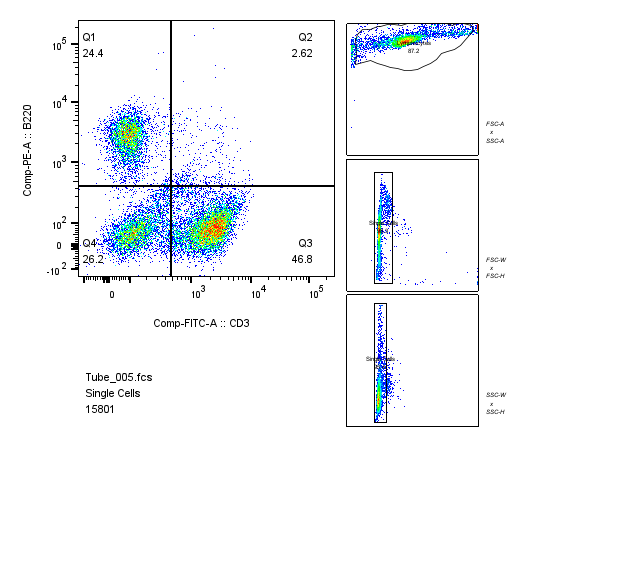 Q1
24.4
Q2
2.62
10^5
10^4
10^3
10^2
0
-10^2
Comp-PE-A :: B220
Q4
26.2
Q3
46.8
0
10^3
10^4
10^5
Comp-FITC-A :: CD3
Tube_005.fcs
Single Cells
15801
87.2
FSC-A
x
SSC-A
FSC-W
x
FSC-H
SSC-W
x
SSC-H